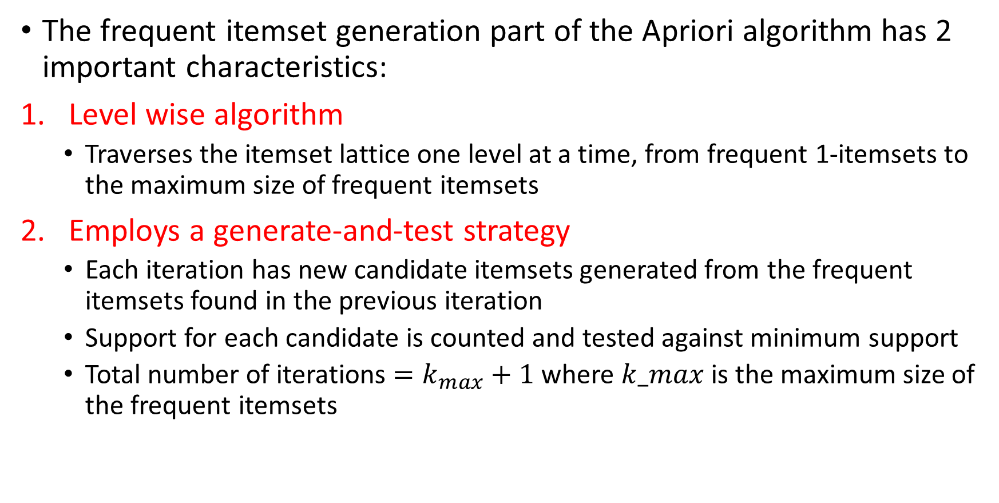 • The frequent itemset generation part of the Apriori algorithm has 2
important characteristics:
1. Level wise algorithm
• Traverses the itemset lattice one level at a time, from frequent 1-itemsets to
the maximum size of frequent itemsets
2. Employs a generate-and-test strategy
• Each iteration has new candidate itemsets generated from the frequent
itemsets found in the previous iteration
• Support for each candidate is counted and tested against minimum support
• Total number of iterations = 𝑘ₘₐₓ + 1 where 𝑘_𝑚𝑎𝑥 is the maximum size of
the frequent itemsets